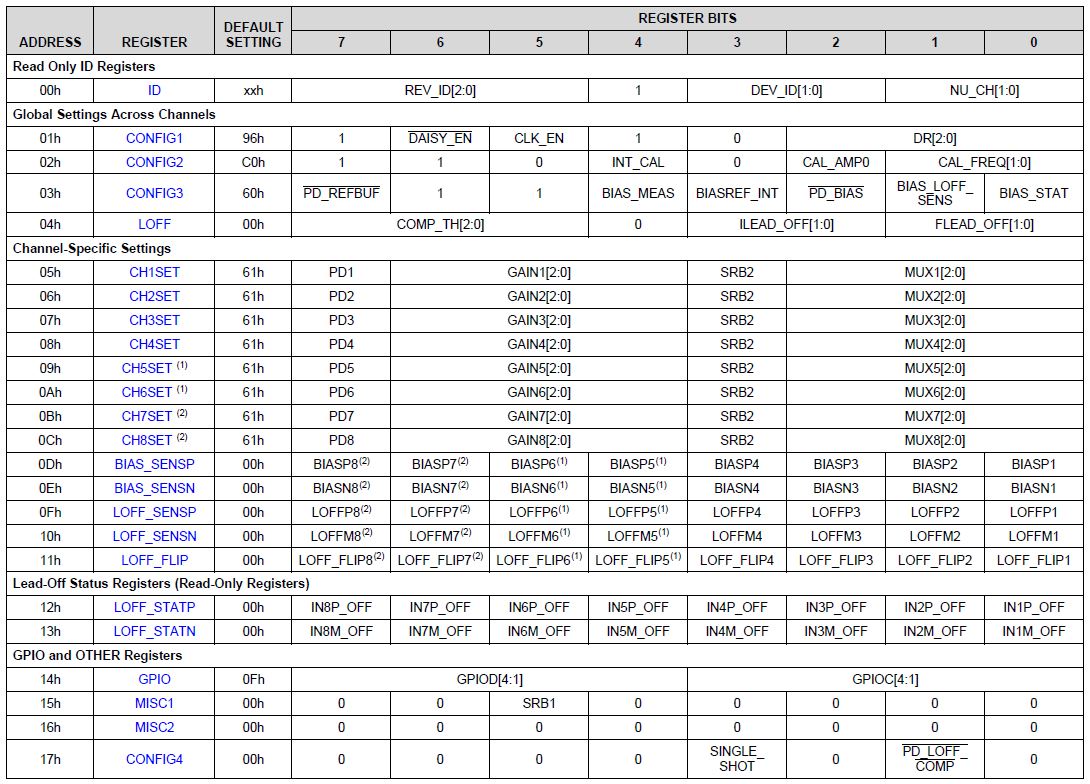 ADDRESS REGISTER DEFAULT SETTING REGISTER BITS
7 6 5 4 3 2 1 0
Read Only ID Registers
00h ID xxh REV_ID[2:0] 1 DEV_ID[1:0] NU_CH[1:0]
Global Settings Across Channels
01h CONFIG1 96h 1 DAISY_EN CLK_EN 1 0 DR[2:0]
02h CONFIG2 C0h 1 1 0 INT_CAL 0 CAL_AMP0 CAL_FREQ[1:0]
03h CONFIG3 60h PD_REFBUF 1 1 BIAS_MEAS BIASREF_INT PD_BIAS BIAS_LOFF_SENS BIAS_STAT
04h LOFF 00h COMP_TH[2:0] 0 ILEAD_OFF[1:0] FLEAD_OFF[1:0]
Channel-Specific Settings
05h CH1SET 61h PD1 GAIN1[2:0] SRB2 MUX1[2:0]
06h CH2SET 61h PD2 GAIN2[2:0] SRB2 MUX2[2:0]
07h CH3SET 61h PD3 GAIN3[2:0] SRB2 MUX3[2:0]
08h CH4SET 61h PD4 GAIN4[2:0] SRB2 MUX4[2:0]
09h CH5SET (1) 61h PD5 GAIN5[2:0] SRB2 MUX5[2:0]
0Ah CH6SET (1) 61h PD6 GAIN6[2:0] SRB2 MUX6[2:0]
0Bh CH7SET (2) 61h PD7 GAIN7[2:0] SRB2 MUX7[2:0]
0Ch CH8SET (2) 61h PD8 GAIN8[2:0] SRB2 MUX8[2:0]
0Dh BIAS_SENSP 00h BIASP8(2) BIASP7(2) BIASP6(1) BIASP5(1) BIASP4 BIASP3 BIASP2 BIASP1
0Eh BIAS_SENSN 00h BIASN8(2) BIASN7(2) BIASN6(1) BIASN5(1) BIASN4 BIASN3 BIASN2 BIASN1
0Fh LOFF_SENSP 00h LOFFP8(2) LOFFP7(2) LOFFP6(1) LOFFP5(1) LOFFP4 LOFFP3 LOFFP2 LOFFP1
10h LOFF_SENSN 00h LOFFM8(2) LOFFM7(2) LOFFM6(1) LOFFM5(1) LOFFM4 LOFFM3 LOFFM2 LOFFM1
11h LOFF_FLIP 00h LOFF_FLIP8(2) LOFF_FLIP7(2) LOFF_FLIP6(1) LOFF_FLIP5(1) LOFF_FLIP4 LOFF_FLIP3 LOFF_FLIP2 LOFF_FLIP1
Lead-Off Status Registers (Read-Only Registers)
12h LOFF_STATP 00h IN8P_OFF IN7P_OFF IN6P_OFF IN5P_OFF IN4P_OFF IN3P_OFF IN2P_OFF IN1P_OFF
13h LOFF_STATN 00h IN8M_OFF IN7M_OFF IN6M_OFF IN5M_OFF IN4M_OFF IN3M_OFF IN2M_OFF IN1M_OFF
GPIO and OTHER Registers
14h GPIO 0Fh GPIOD[4:1] GPIOC[4:1]
15h MISC1 00h 0 0 SRB1 0 0 0 0 0
16h MISC2 00h 0 0 0 0 0 0 0 0
17h CONFIG4 00h 0 0 0 0 SINGLE_SHOT 0 PD_LOFF_COMP 0